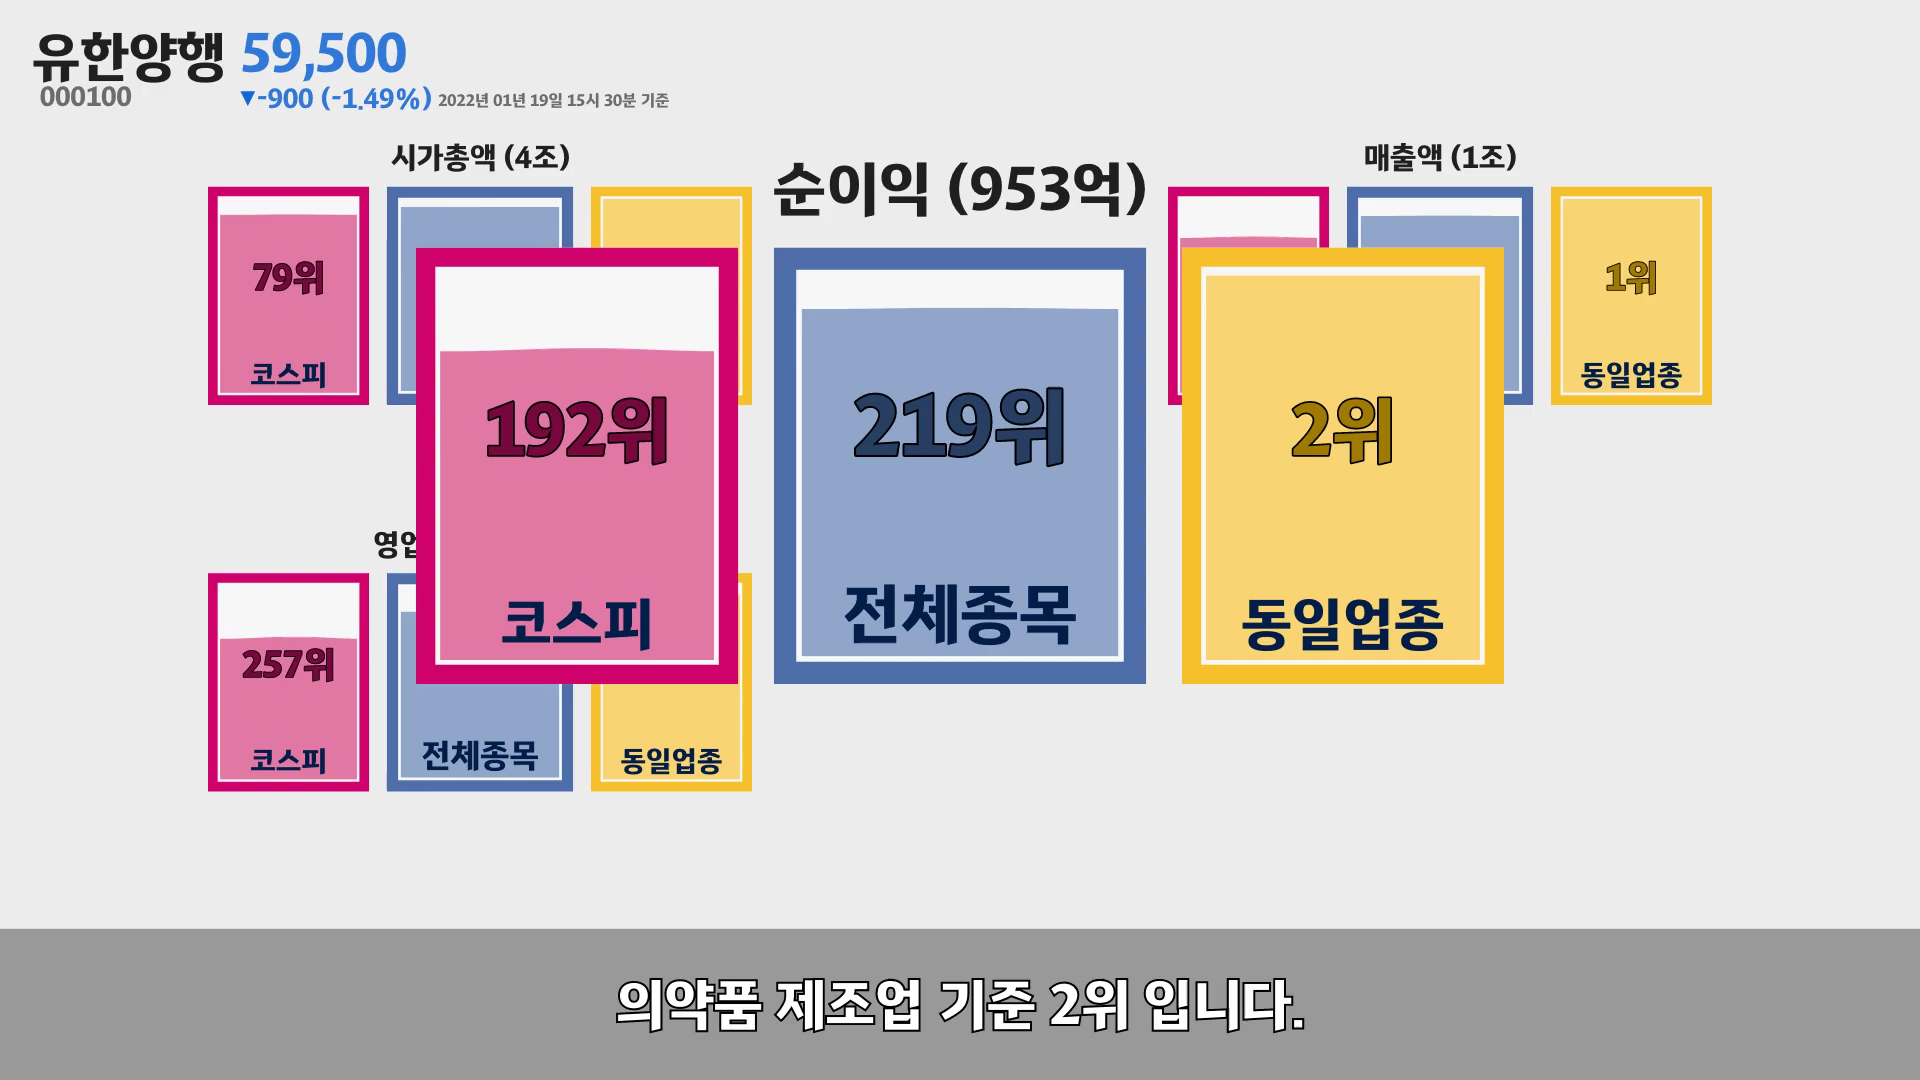 유한양행 59,500
000100 ▼-900 (-1.49%) 2022년 01년 19일 15시 30분 기준
시가총액 (4조)
79위
코스피
순이익 (953억)
192위
코스피
219위
전체종목
2위
동일업종
매출액 (1조)
1위
동일업종
257위
코스피
전체종목
동일업종
의약품 제조업 기준 2위 입니다.